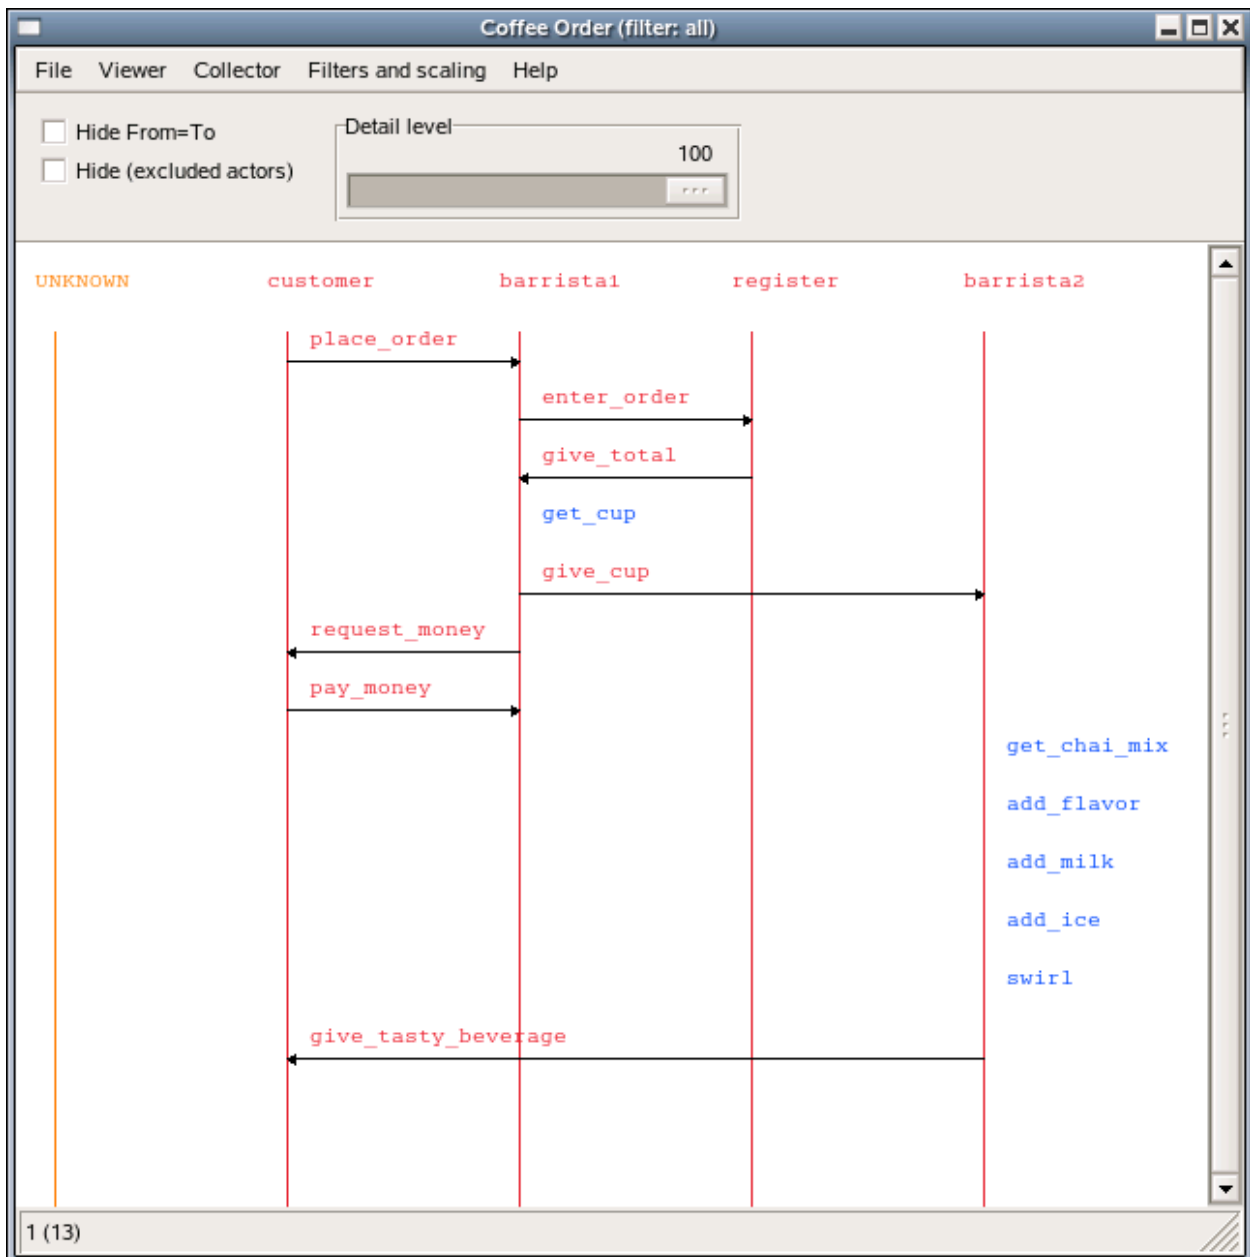 Coffee Order (filter: all)
File Viewer Collector Filters and scaling Help
Hide From=To
Hide (excluded actors)
Detail level
100
UNKNOWN customer barrista1 register barrista2
place_order
enter_order
give_total
get_cup
give_cup
request_money
pay_money
get_chai_mix
add_flavor
add_milk
add_ice
swirl
give_tasty_beverage
1 (13)